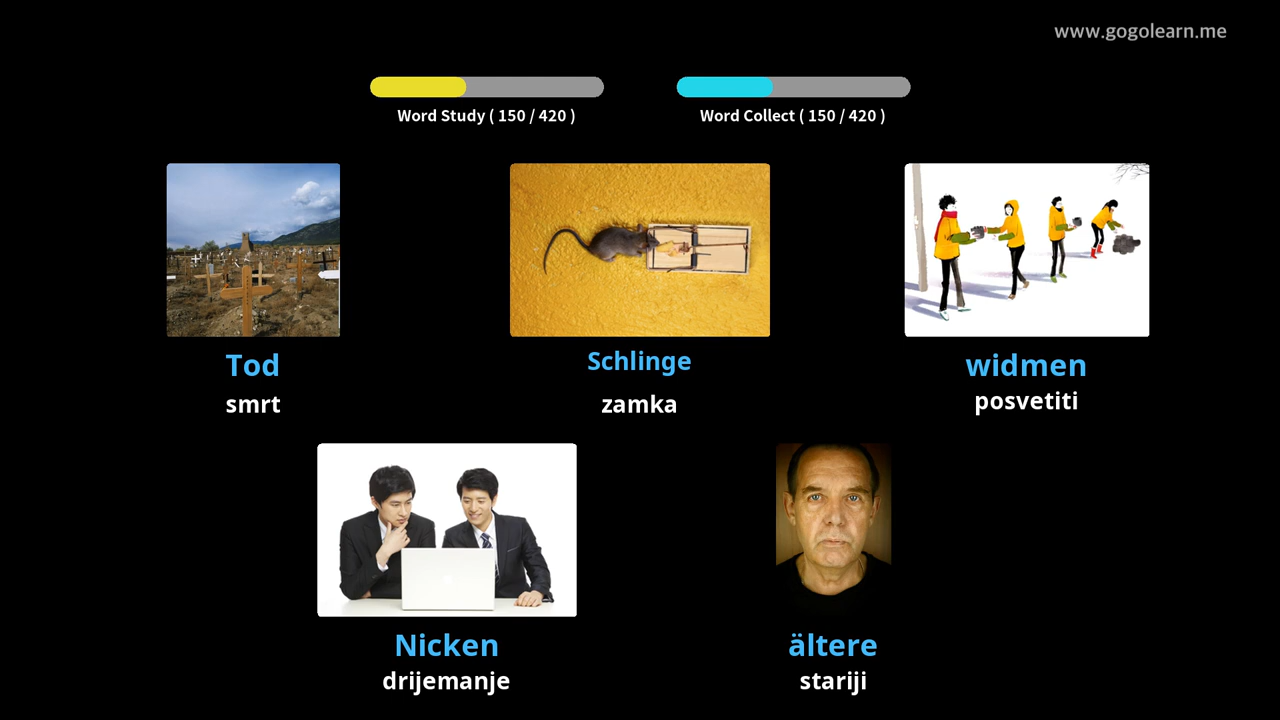 www.gogolearn.me
Word Study ( 150 / 420 )
Word Collect ( 150 / 420 )
Tod
smrt
Schlinge
zamka
widmen
posvetiti
Nicken
drijemanje
ältere
stariji